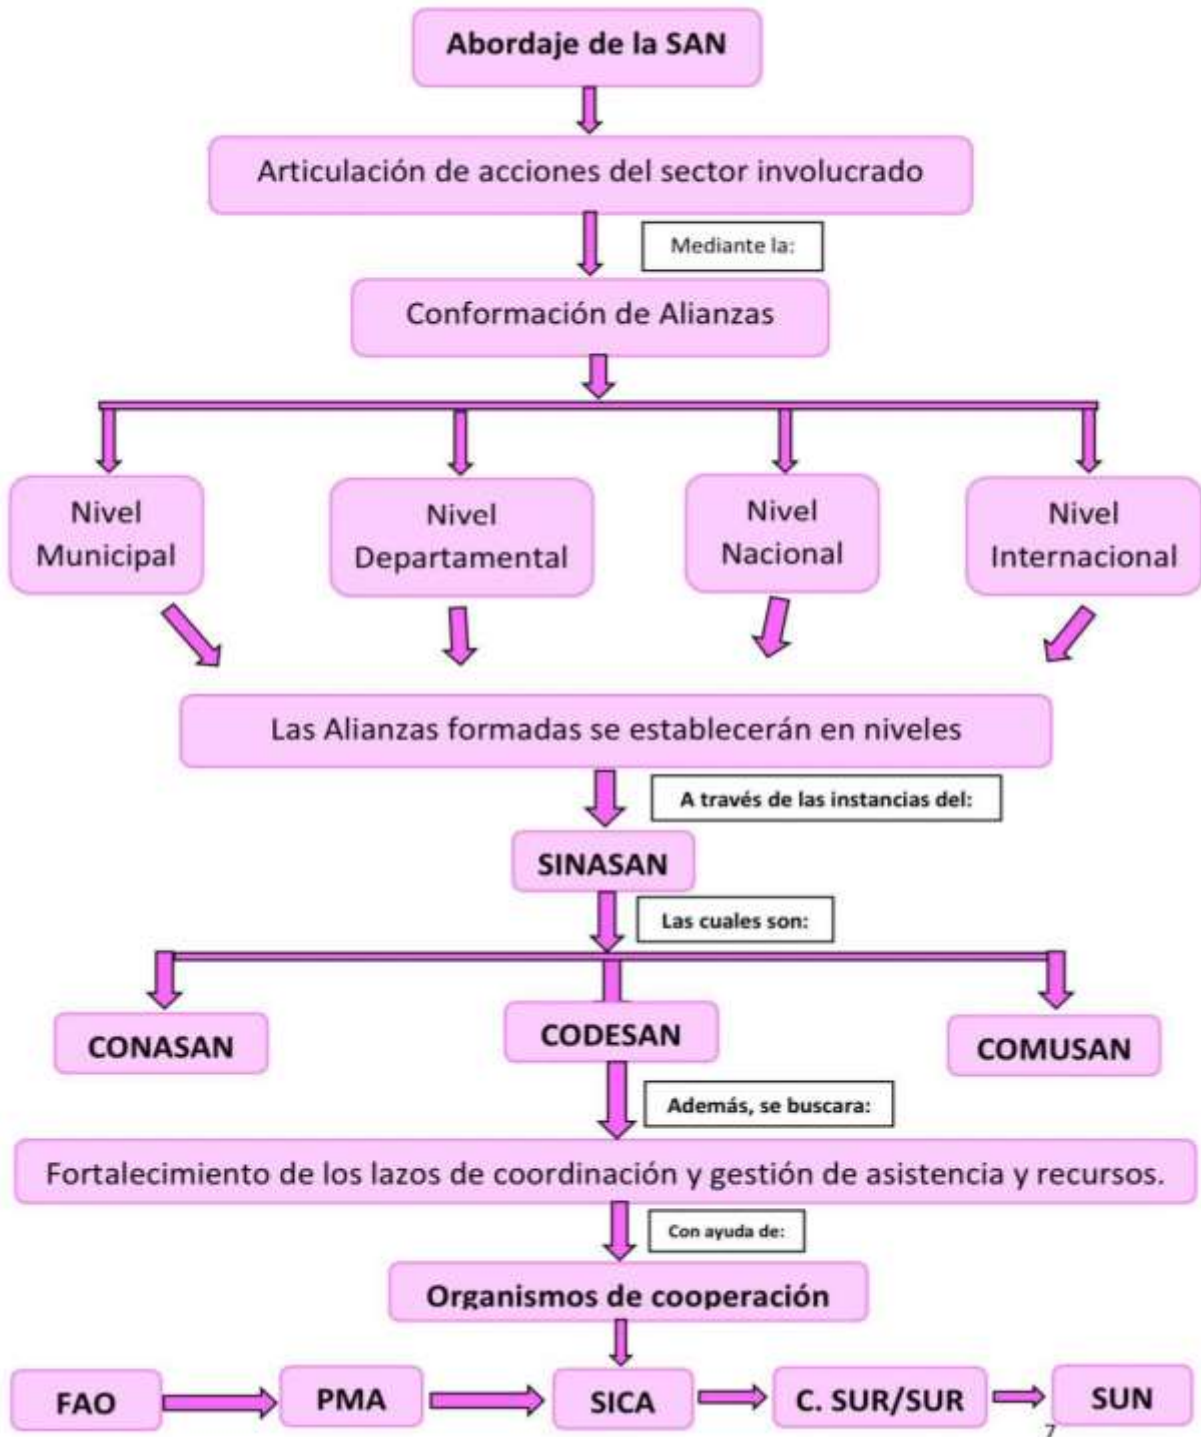 Abordaje de la SAN
Articulación de acciones del sector involucrado
Mediante la:
Conformación de Alianzas
Nivel
Municipal
Nivel
Departamental
Nivel
Nacional
Nivel
Internacional
Las Alianzas formadas se establecerán en niveles
A través de las instancias del:
SINASAN
Las cuales son:
CONASAN
CODESAN
COMUSAN
Además, se buscara:
Fortalecimiento de los lazos de coordinación y gestión de asistencia y recursos.
Con ayuda de:
Organismos de cooperación
FAO
PMA
SICA
C. SUR/SUR
SUN
7